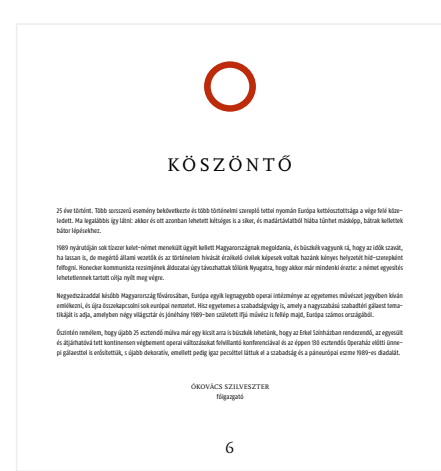 KÖSZÖNTŐ
25 éve történt. Több sorsszerű esemény bekövetkezte és több történelmi szereplő tettei nyomán Európa kettéosztottsága a vége felé köze-
ledett. Ma legalábbis így látni: akkor és ott azonban lehetett kétséges is a siker, és madártávlatból hiába tűnhet másképp, bátrak kellettek
bátor lépésekhez.
1989 nyárutóján sok tízezer kelet-német menekült ügyét kellett Magyarországnak megoldania, és büszkék vagyunk rá, hogy az idők szavát,
ha lassan is, de megértő állami vezetők és az történelem hívását érzékelő civilek képesek voltak hazánk kényes helyzetét híd-szerepként
felfogni. Honecker kommunista rezsimjének áldozatai úgy távozhattak tőlünk Nyugatra, hogy akkor már mindenki érezte: a német egyesítés
lehetetlennek tartott célja nyílt meg végre.
Negyedszázaddal később Magyarország fővárosában, Európa egyik legnagyobb operai intézménye az egyetemes művészet jegyében kíván
emlékezni, és újra összekapcsolni sok európai nemzetet. Hisz egyetemes a szabadságvágy is, amely a nagyszabású szabadtéri gálaest tema-
tikáját is adja, amelyben négy világsztár és jónéhány 1989-ben született ifjú művész is fellép majd, Európa számos országából.
Őszintén remélem, hogy újabb 25 esztendő múlva már egy kicsit arra is büszkék lehetünk, hogy az Erkel Színházban rendezendő, az egyesült
és átjárhatóvá tett kontinensen végbement operai változásokat felvillantó konferenciával és az éppen 130 esztendős Operaház előtti ünne-
pi gálaesttel is erősítettük, s újabb dekoratív, emellett pedig igaz pecséttel láttuk el a szabadság és a páneurópai eszme 1989-es diadalát.
ÓKOVÁCS SZILVESZTER
főigazgató
6